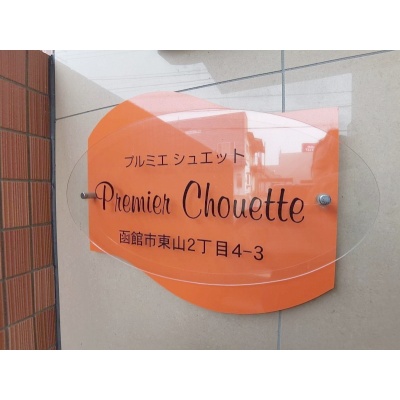 プルミエ シュエット
Premier Chouette
函館市東山2丁目4-3